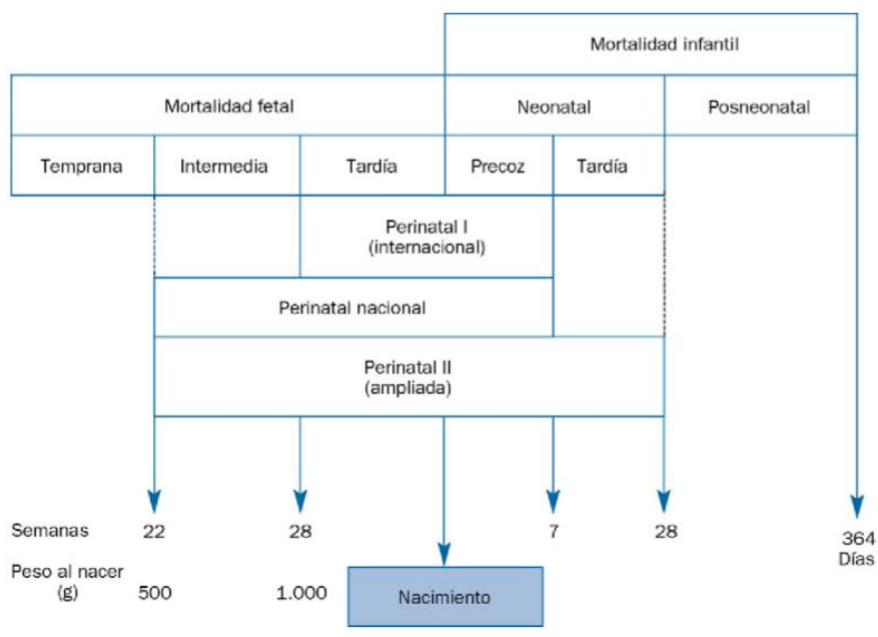 Mortalidad infantil
Mortalidad fetal
Neonatal
Posneonatal
Temprana
Intermedia
Tardía
Precoz
Tardía
Perinatal I
(internacional)
Perinatal nacional
Perinatal II
(ampliada)
Semanas 22 28 7 28 364
Días
Peso al nacer
(g) 500 1.000
Nacimiento